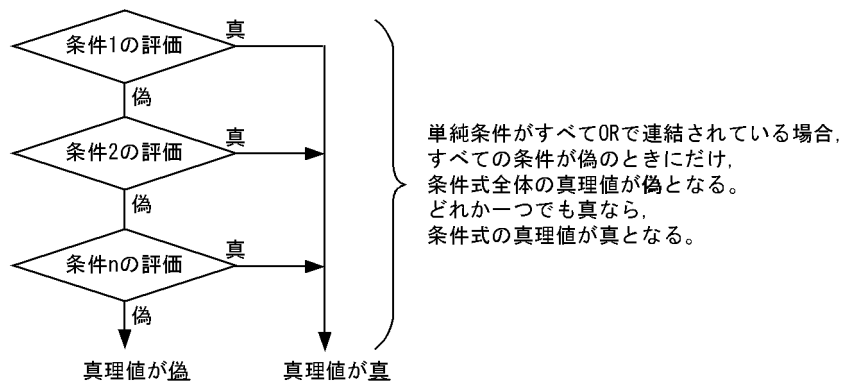 条件1の評価
真
偽
条件2の評価
真
偽
条件nの評価
真
偽
真理値が偽
真理値が真
単純条件がすべてORで連結されている場合,
すべての条件が偽のときにだけ,
条件式全体の真理値が偽となる。
どれか一つでも真なら,
条件式の真理値が真となる。